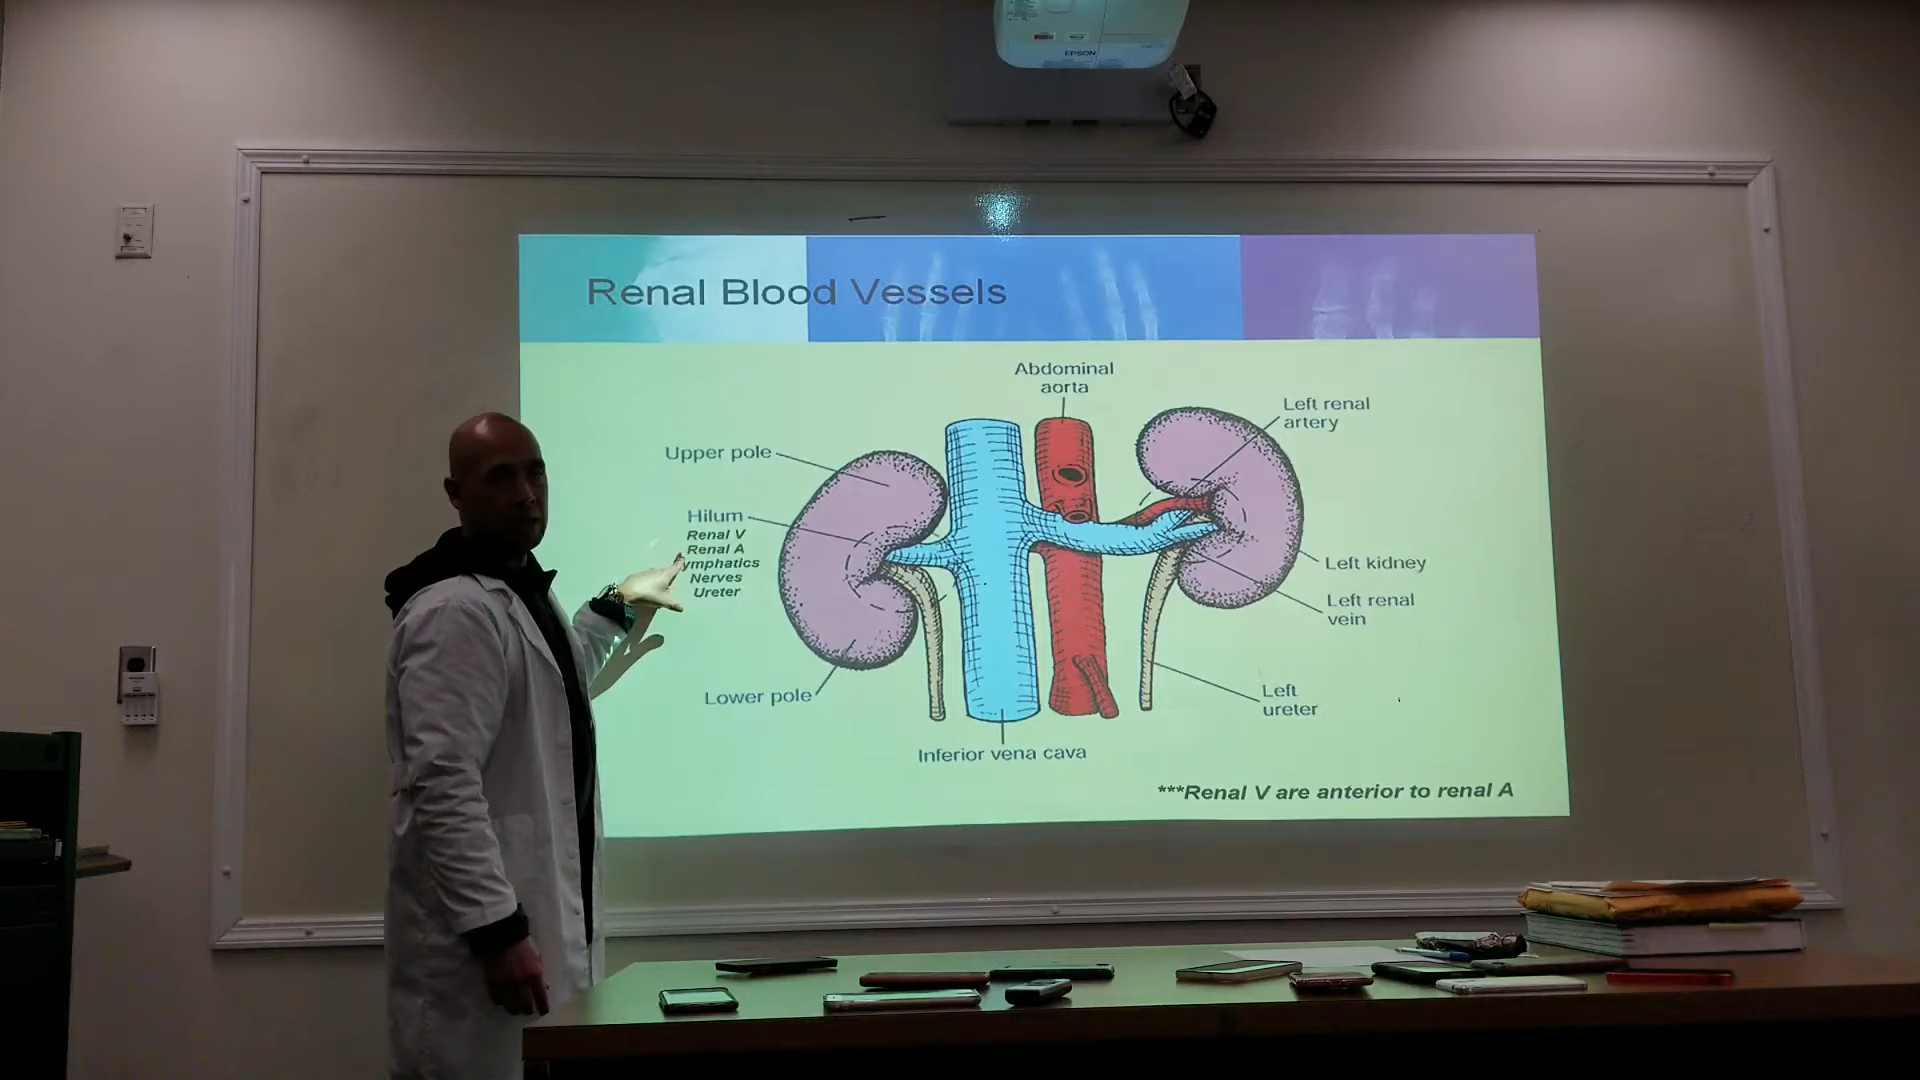 EPSON
Renal Blood Vessels
Abdominal
aorta
Left renal
artery
Upper pole
Hilum
Renal V
Renal A
ymphatics
Nerves
Ureter
Left kidney
Left renal
vein
Lower pole
Left
ureter
Inferior vena cava
***Renal V are anterior to renal A